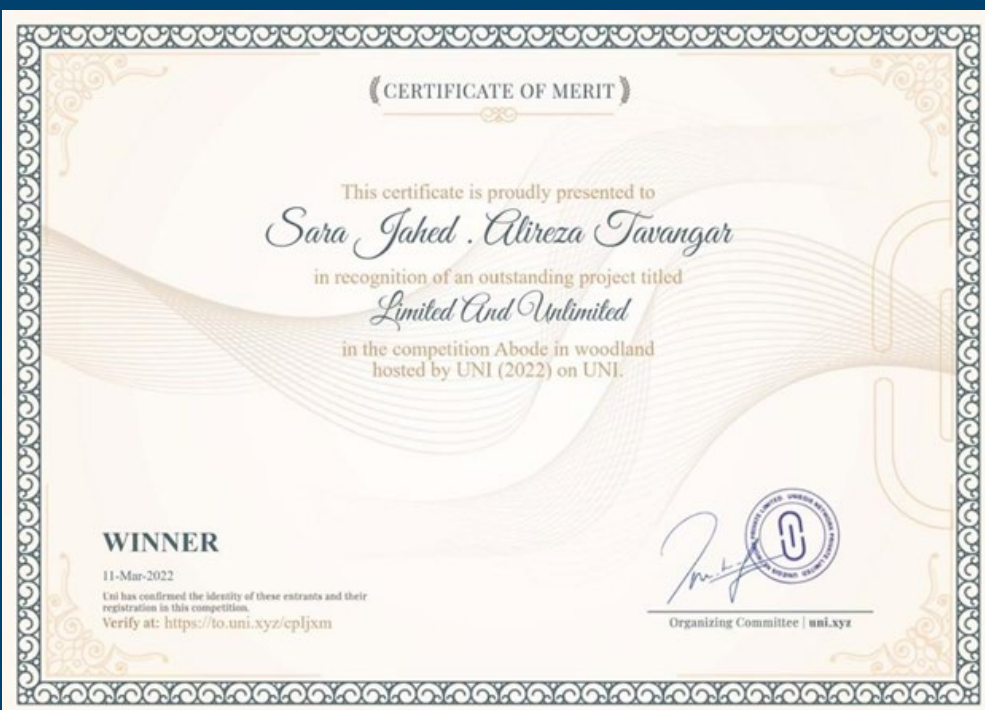 CERTIFICATE OF MERIT
This certificate is proudly presented to
Sara Jahed . Alireza Tavangar
in recognition of an outstanding project titled
Limited And Unlimited
in the competition Abode in woodland
hosted by UNI (2022) on UNI.
WINNER
11-Mar-2022
Uni has confirmed the identity of these entrants and their
registration in this competition.
Verify at: https://to.uni.xyz/cpljxm
Organizing Committee | uni.xyz